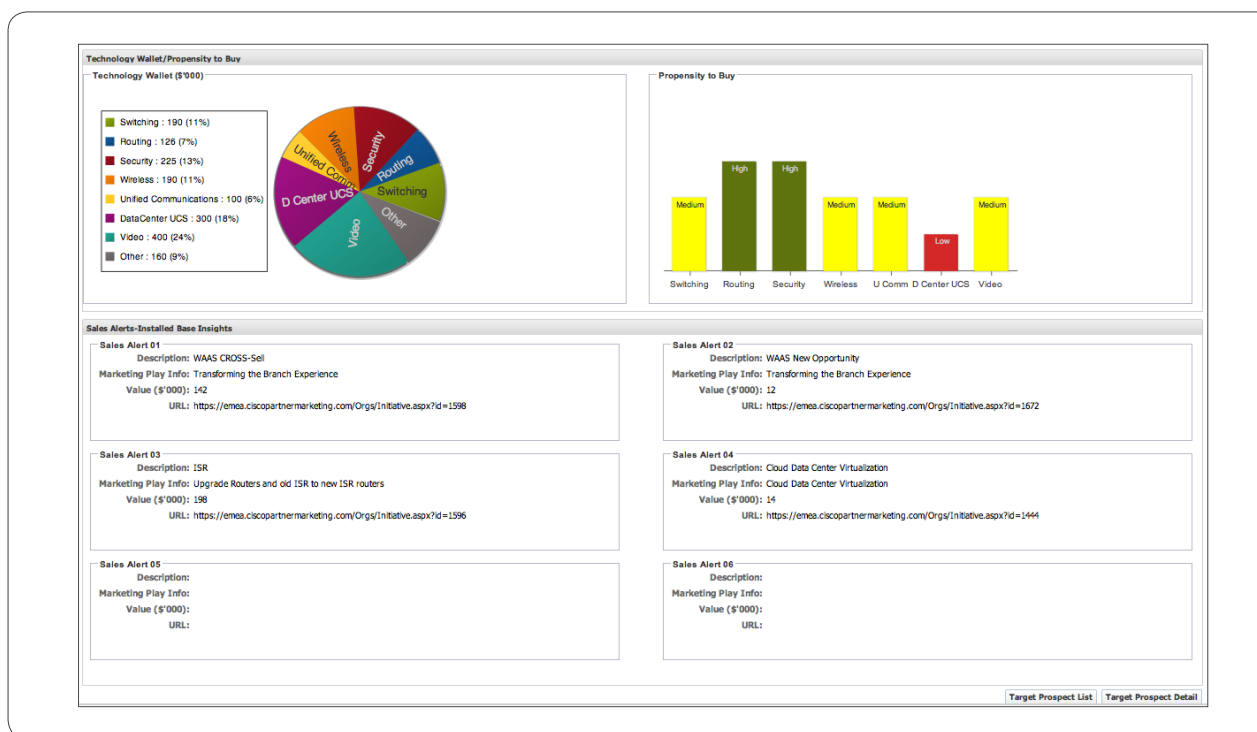 Technology Wallet/Propensity to Buy
Technology Wallet ($'000)
Switching : 190 (11%)
Routing : 126 (7%)
Security : 225 (13%)
Wireless : 190 (11%)
Unified Communications : 100 (6%)
DataCenter UCS : 300 (18%)
Video : 400 (24%)
Other : 160 (9%)
Wireless
Security
Unified Comm
Routing
D Center UCS
Switching
Other
Video
Propensity to Buy
Medium
High
High
Medium
Medium
Low
Medium
Switching Routing Security Wireless U Comm D Center UCS Video
Sales Alerts-Installed Base Insights
Sales Alert 01
Description: WAAS CROSS-Sell
Marketing Play Info: Transforming the Branch Experience
Value ($'000): 142
URL: https://emea.ciscopartnermarketing.com/Orgs/Initiative.aspx?id=1598
Sales Alert 02
Description: WAAS New Opportunity
Marketing Play Info: Transforming the Branch Experience
Value ($'000): 12
URL: https://emea.ciscopartnermarketing.com/Orgs/Initiative.aspx?id=1672
Sales Alert 03
Description: ISR
Marketing Play Info: Upgrade Routers and old ISR to new ISR routers
Value ($'000): 198
URL: https://emea.ciscopartnermarketing.com/Orgs/Initiative.aspx?id=1596
Sales Alert 04
Description: Cloud Data Center Virtualization
Marketing Play Info: Cloud Data Center Virtualization
Value ($'000): 14
URL: https://emea.ciscopartnermarketing.com/Orgs/Initiative.aspx?id=1444
Sales Alert 05
Description:
Marketing Play Info:
Value ($'000):
URL:
Sales Alert 06
Description:
Marketing Play Info:
Value ($'000):
URL:
Target Prospect List Target Prospect Detail